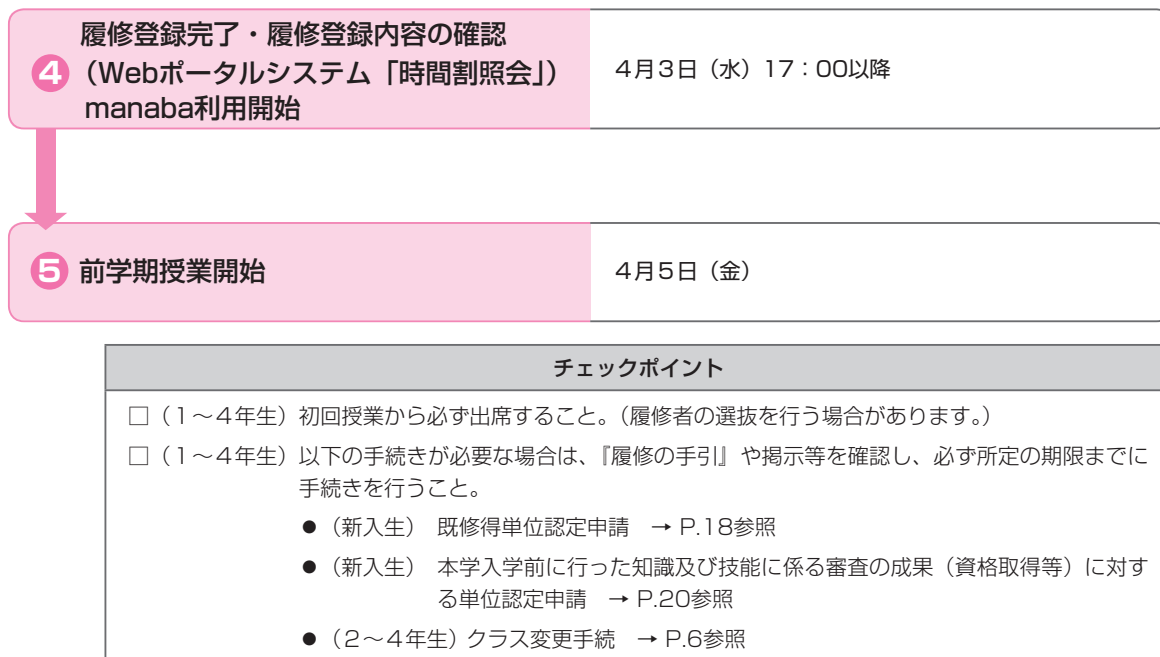 履修登録完了・履修登録内容の確認
❹（Webポータルシステム「時間割照会」）
manaba利用開始
４月３日（水）17：00以降
❺ 前学期授業開始
４月５日（金）
チェックポイント
□（１～４年生）初回授業から必ず出席すること。（履修者の選抜を行う場合があります。）
□（１～４年生）以下の手続きが必要な場合は、『履修の手引』や掲示等を確認し、必ず所定の期限までに
手続きを行うこと。
●（新入生）　既修得単位認定申請　→ P.18参照
●（新入生）　本学入学前に行った知識及び技能に係る審査の成果（資格取得等）に対す
る単位認定申請　→ P.20参照
●（２～４年生）クラス変更手続　→ P.6参照